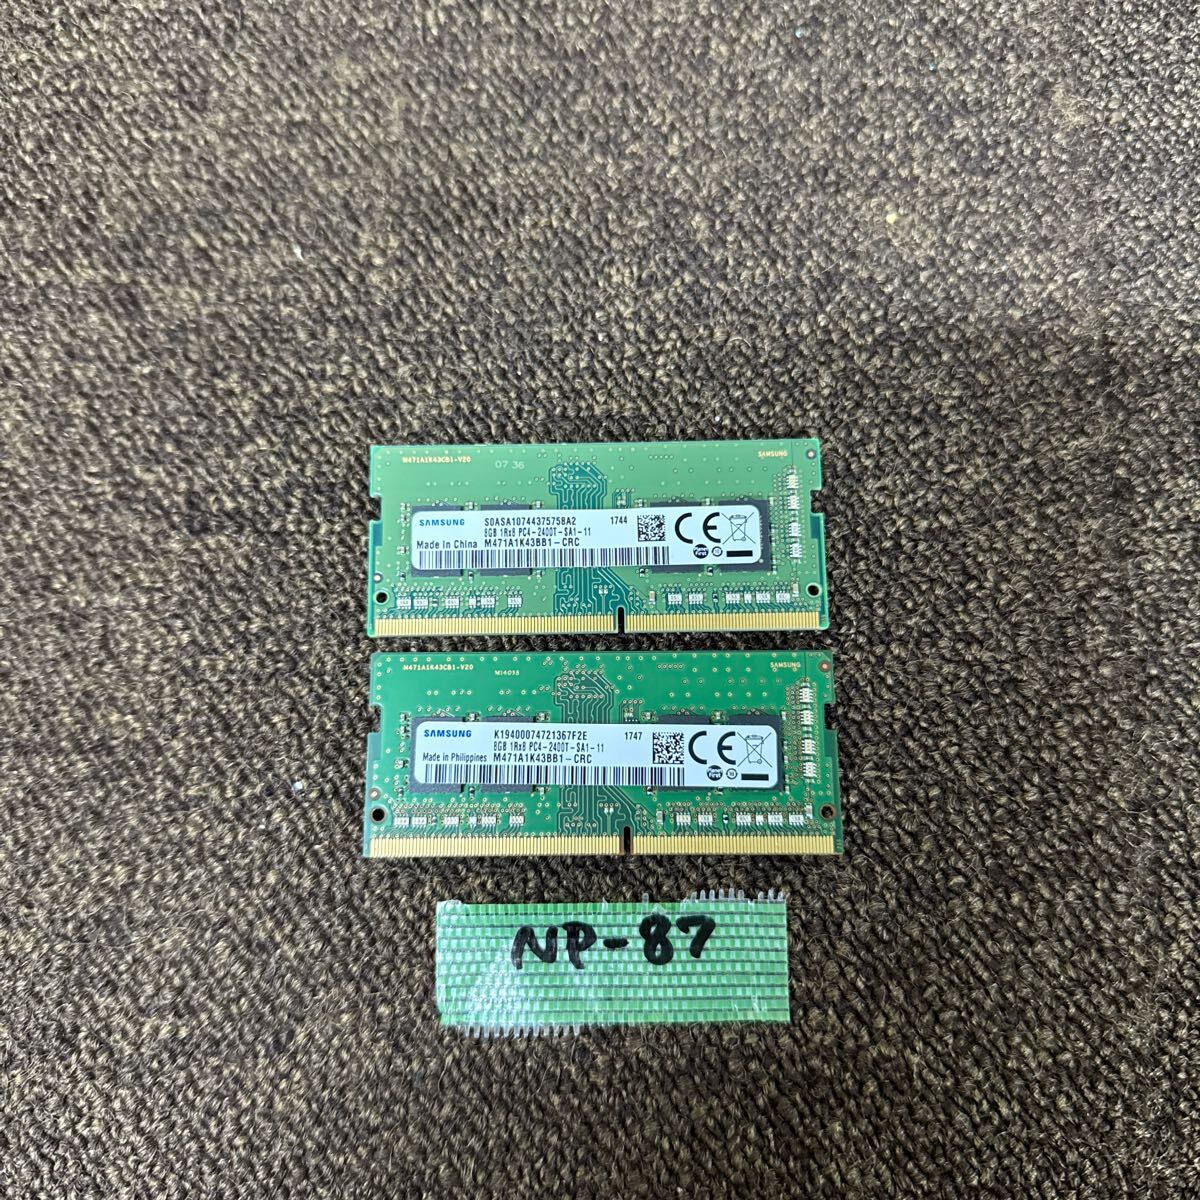 M471A1K43CB1-V20
07 36
SAMSUNG
SAMSUNG
S0ASA10744375758A2
1744
8GB 1Rx8 PC4-2400T-SA1-11
Made in China
M471A1K43BB1-CRC
CE
M471A1K43CB1-V20
M14035
SAMSUNG
SAMSUNG
K19400074721367F2E
1747
8GB 1Rx8 PC4-2400T-SA1-11
Made in Philippines
M471A1K43BB1-CRC
CE
NP-87